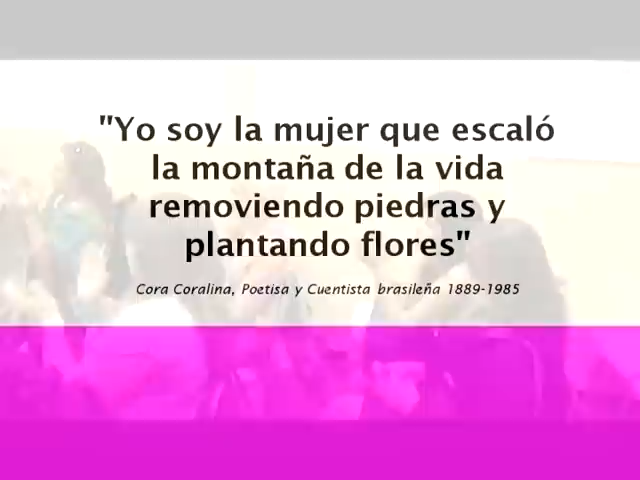 "Yo soy la mujer que escaló
la montaña de la vida
removiendo piedras y
plantando flores"
Cora Coralina, Poetisa y Cuentista brasileña 1889-1985